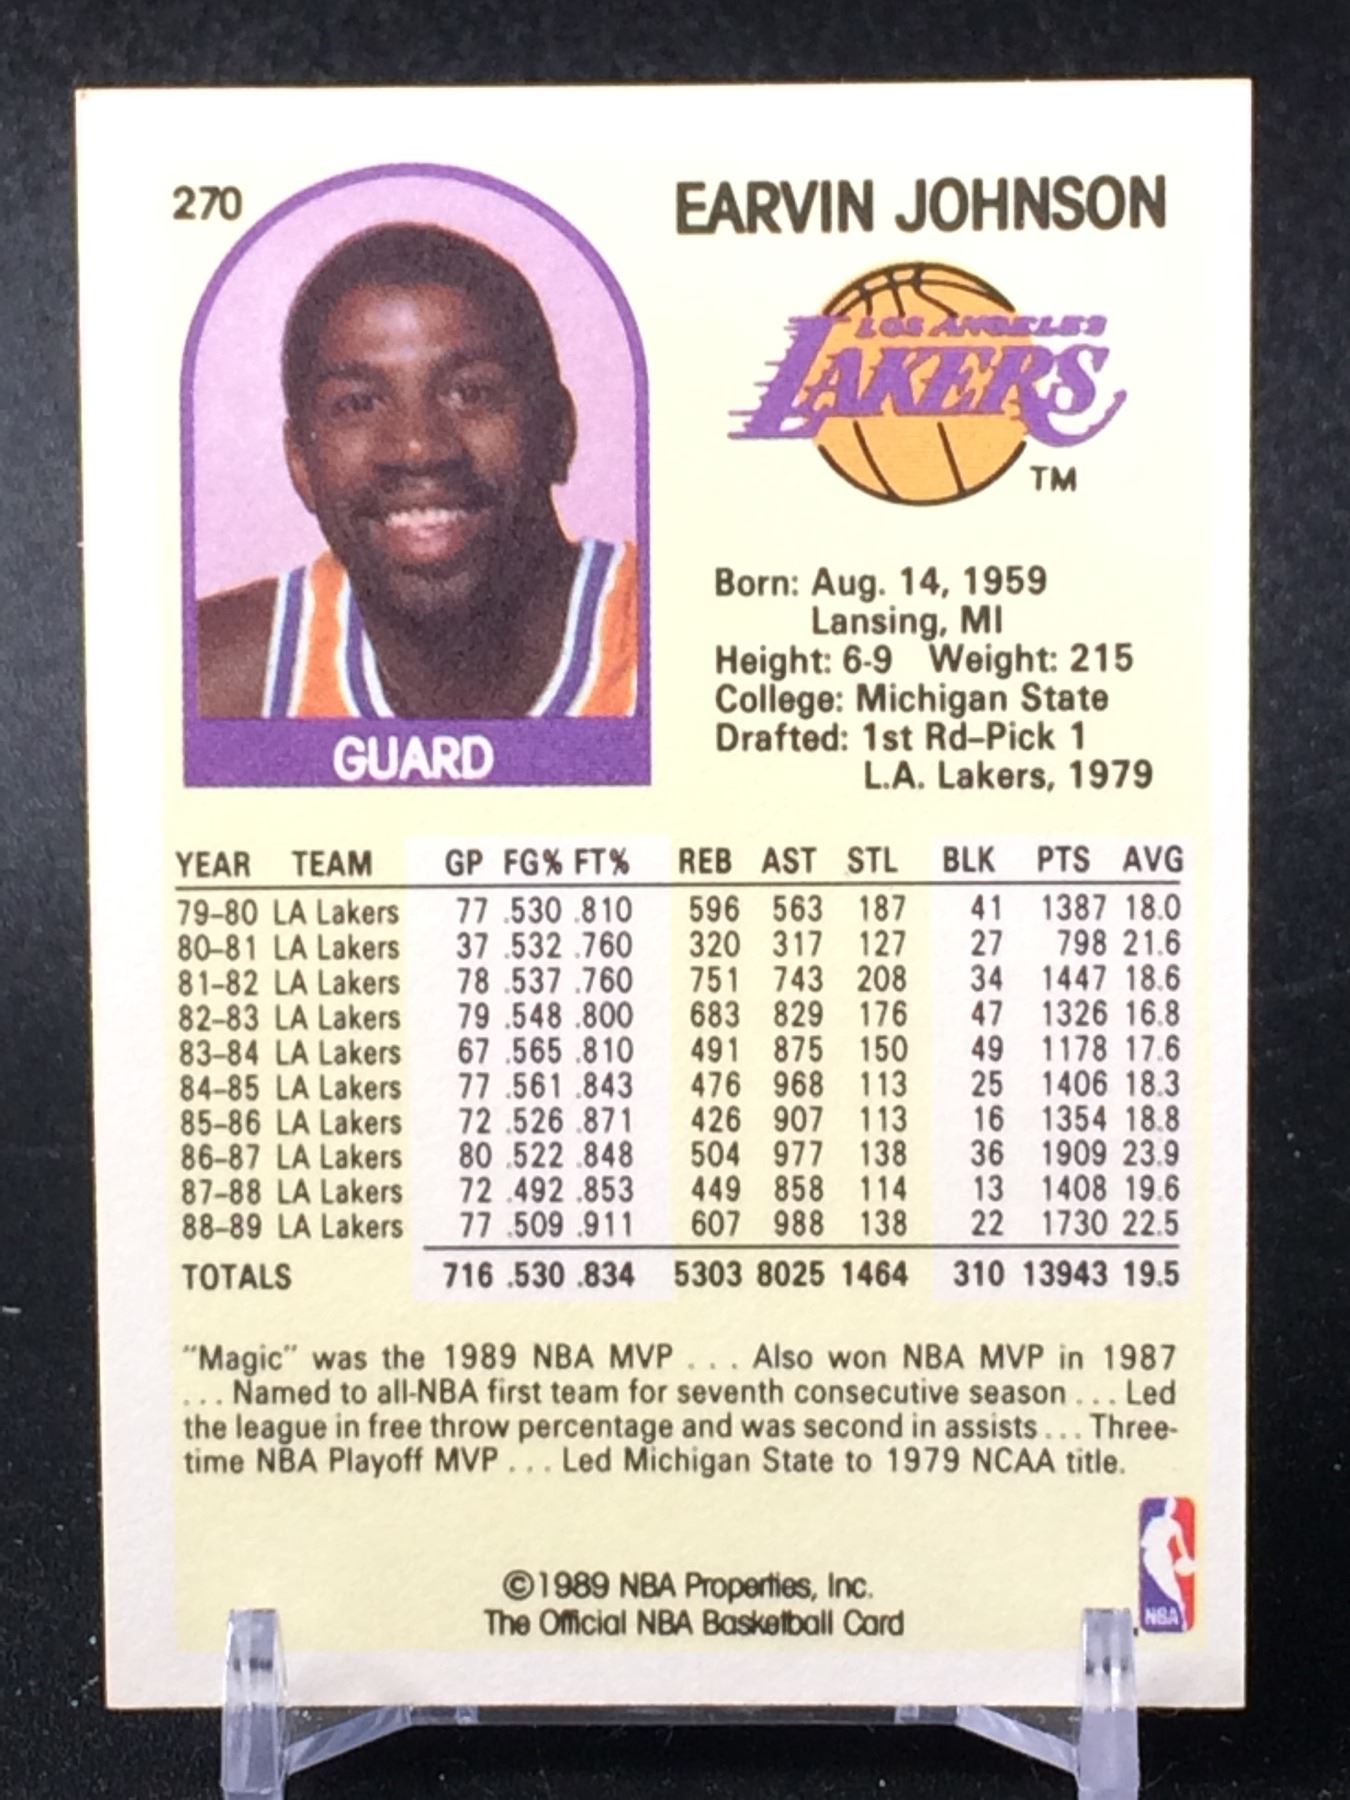 270
EARVIN JOHNSON
LOS ANGELES
LAKERS
TM
Born: Aug. 14, 1959
Lansing, MI
Height: 6-9 Weight: 215
College: Michigan State
Drafted: 1st Rd–Pick 1
L.A. Lakers, 1979
GUARD
YEAR TEAM GP FG% FT% REB AST STL BLK PTS AVG
79–80 LA Lakers 77 .530 .810 596 563 187 41 1387 18.0
80–81 LA Lakers 37 .532 .760 320 317 127 27 798 21.6
81–82 LA Lakers 78 .537 .760 751 743 208 34 1447 18.6
82–83 LA Lakers 79 .548 .800 683 829 176 47 1326 16.8
83–84 LA Lakers 67 .565 .810 491 875 150 49 1178 17.6
84–85 LA Lakers 77 .561 .843 476 968 113 25 1406 18.3
85–86 LA Lakers 72 .526 .871 426 907 113 16 1354 18.8
86–87 LA Lakers 80 .522 .848 504 977 138 36 1909 23.9
87–88 LA Lakers 72 .492 .853 449 858 114 13 1408 19.6
88–89 LA Lakers 77 .509 .911 607 988 138 22 1730 22.5
TOTALS 716 .530 .834 5303 8025 1464 310 13943 19.5
"Magic" was the 1989 NBA MVP . . . Also won NBA MVP in 1987
. . . Named to all-NBA first team for seventh consecutive season . . . Led
the league in free throw percentage and was second in assists . . . Three-
time NBA Playoff MVP . . . Led Michigan State to 1979 NCAA title.
©1989 NBA Properties, Inc.
The Official NBA Basketball Card
NBA